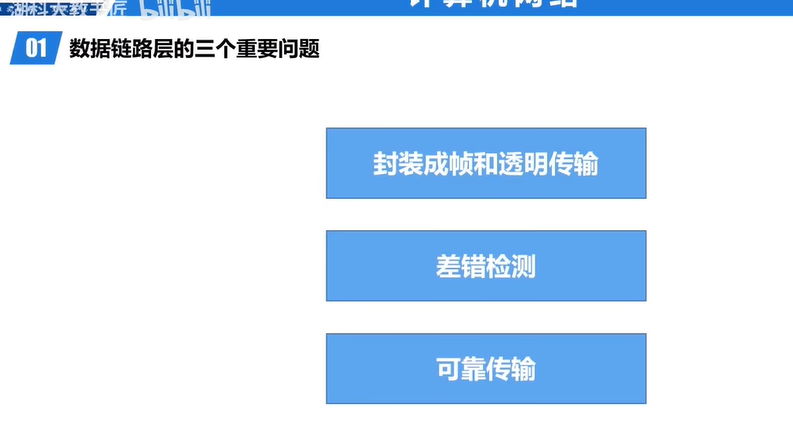 湖科大教书匠 bilibili
计算机网络
01 数据链路层的三个重要问题
封装成帧和透明传输
差错检测
可靠传输